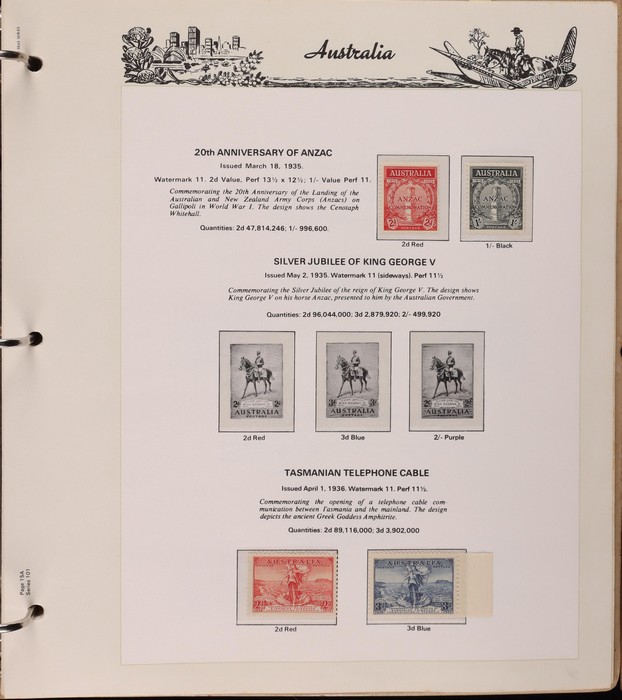 Australia
20th ANNIVERSARY OF ANZAC
Issued March 18, 1935.
Watermark 11. 2d Value, Perf 13½ x 12½; 1/- Value Perf 11.
Commemorating the 20th Anniversary of the Landing of the
Australian and New Zealand Army Corps (Anzacs) on
Gallipoli in World War I. The design shows the Cenotaph
Whitehall.
Quantities: 2d 47,814,246; 1/- 996,600.
AUSTRALIA
ANZAC
COMMEMORATION
2d Red
AUSTRALIA
ANZAC
COMMEMORATION
1/- Black
SILVER JUBILEE OF KING GEORGE V
Issued May 2, 1935. Watermark 11 (sideways). Perf 11½
Commemorating the Silver Jubilee of the reign of King George V. The design shows
King George V on his horse Anzac, presented to him by the Australian Government.
Quantities: 2d 96,044,000; 3d 2,879,920; 2/- 499,920
2d 2d
AUSTRALIA
POSTAGE
2d Red
3d 3d
AUSTRALIA
POSTAGE
3d Blue
AUSTRALIA
POSTAGE
2/- Purple
TASMANIAN TELEPHONE CABLE
Issued April 1, 1936. Watermark 11. Perf 11½.
Commemorating the opening of a telephone cable com-
munication between Tasmania and the mainland. The design
depicts the ancient Greek Goddess Amphitrite.
Quantities: 2d 89,116,000; 3d 3,902,000
AUSTRALIA
2d Red
AUSTRALIA
3d Blue
Page 15A
Series 101